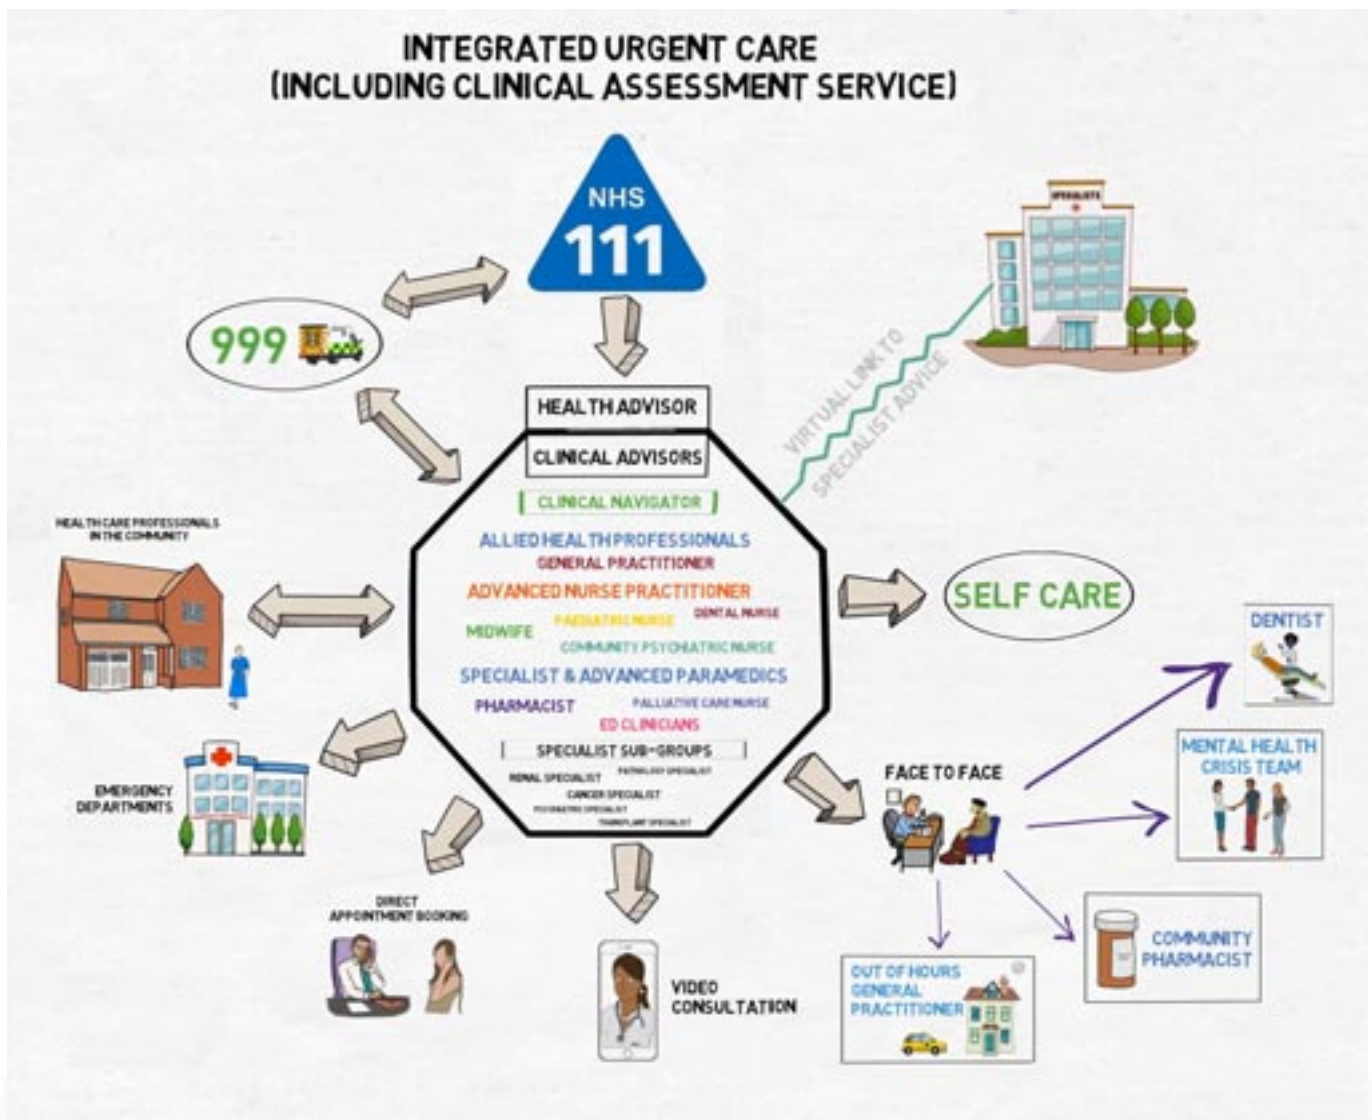 INTEGRATED URGENT CARE
(INCLUDING CLINICAL ASSESSMENT SERVICE)
NHS
111
SPECIALISTS
999
VIRTUAL LINK TO
SPECIALIST ADVICE
HEALTH ADVISOR
CLINICAL ADVISORS
CLINICAL NAVIGATOR
ALLIED HEALTH PROFESSIONALS
GENERAL PRACTITIONER
ADVANCED NURSE PRACTITIONER
DENTAL NURSE
PAEDIATRIC NURSE
MIDWIFE
COMMUNITY PSYCHIATRIC NURSE
SPECIALIST & ADVANCED PARAMEDICS
PHARMACIST
PALLIATIVE CARE NURSE
ED CLINICIANS
SPECIALIST SUB-GROUPS
PATHOLOGY SPECIALIST
RENAL SPECIALIST
CANCER SPECIALIST
PSYCHIATRIC SPECIALIST
TRANSPLANT SPECIALIST
HEALTH CARE PROFESSIONALS
IN THE COMMUNITY
SELF CARE
EMERGENCY
DEPARTMENTS
DIRECT
APPOINTMENT BOOKING
VIDEO
CONSULTATION
FACE TO FACE
DENTIST
MENTAL HEALTH
CRISIS TEAM
COMMUNITY
PHARMACIST
OUT OF HOURS
GENERAL
PRACTITIONER